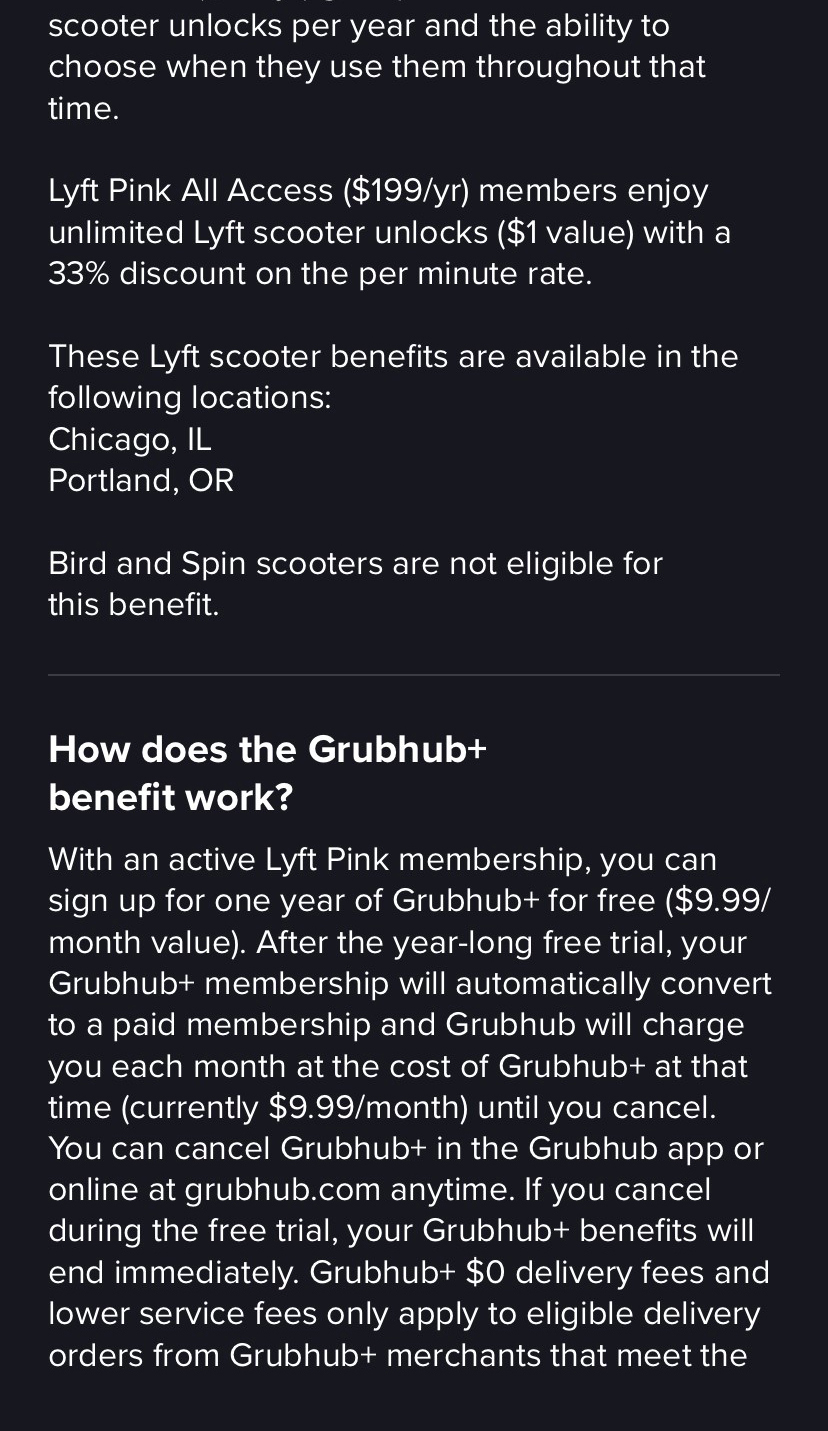 scooter unlocks per year and the ability to
choose when they use them throughout that
time.
Lyft Pink All Access ($199/yr) members enjoy
unlimited Lyft scooter unlocks ($1 value) with a
33% discount on the per minute rate.
These Lyft scooter benefits are available in the
following locations:
Chicago, IL
Portland, OR
Bird and Spin scooters are not eligible for
this benefit.
How does the Grubhub+
benefit work?
With an active Lyft Pink membership, you can
sign up for one year of Grubhub+ for free ($9.99/
month value). After the year-long free trial, your
Grubhub+ membership will automatically convert
to a paid membership and Grubhub will charge
you each month at the cost of Grubhub+ at that
time (currently $9.99/month) until you cancel.
You can cancel Grubhub+ in the Grubhub app or
online at grubhub.com anytime. If you cancel
during the free trial, your Grubhub+ benefits will
end immediately. Grubhub+ $0 delivery fees and
lower service fees only apply to eligible delivery
orders from Grubhub+ merchants that meet the